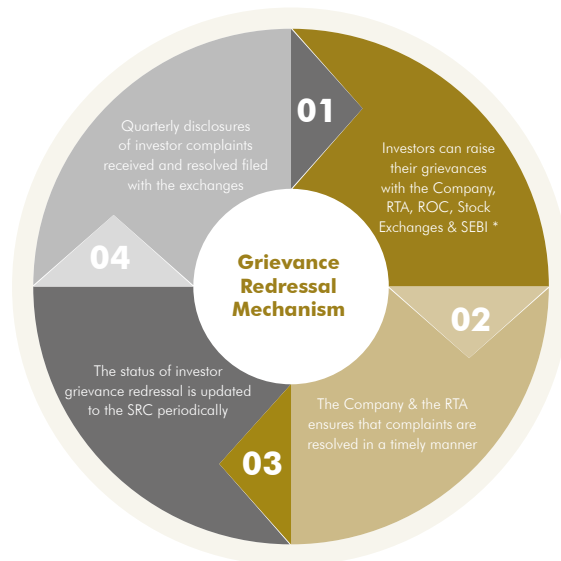 01
Investors can raise
their grievances
with the Company,
RTA, ROC, Stock
Exchanges & SEBI *
02
The Company & the RTA
ensures that complaints are
resolved in a timely manner
03
The status of investor
grievance redressal is updated
to the SRC periodically
04
Quarterly disclosures
of investor complaints
received and resolved filed
with the exchanges
Grievance
Redressal
Mechanism